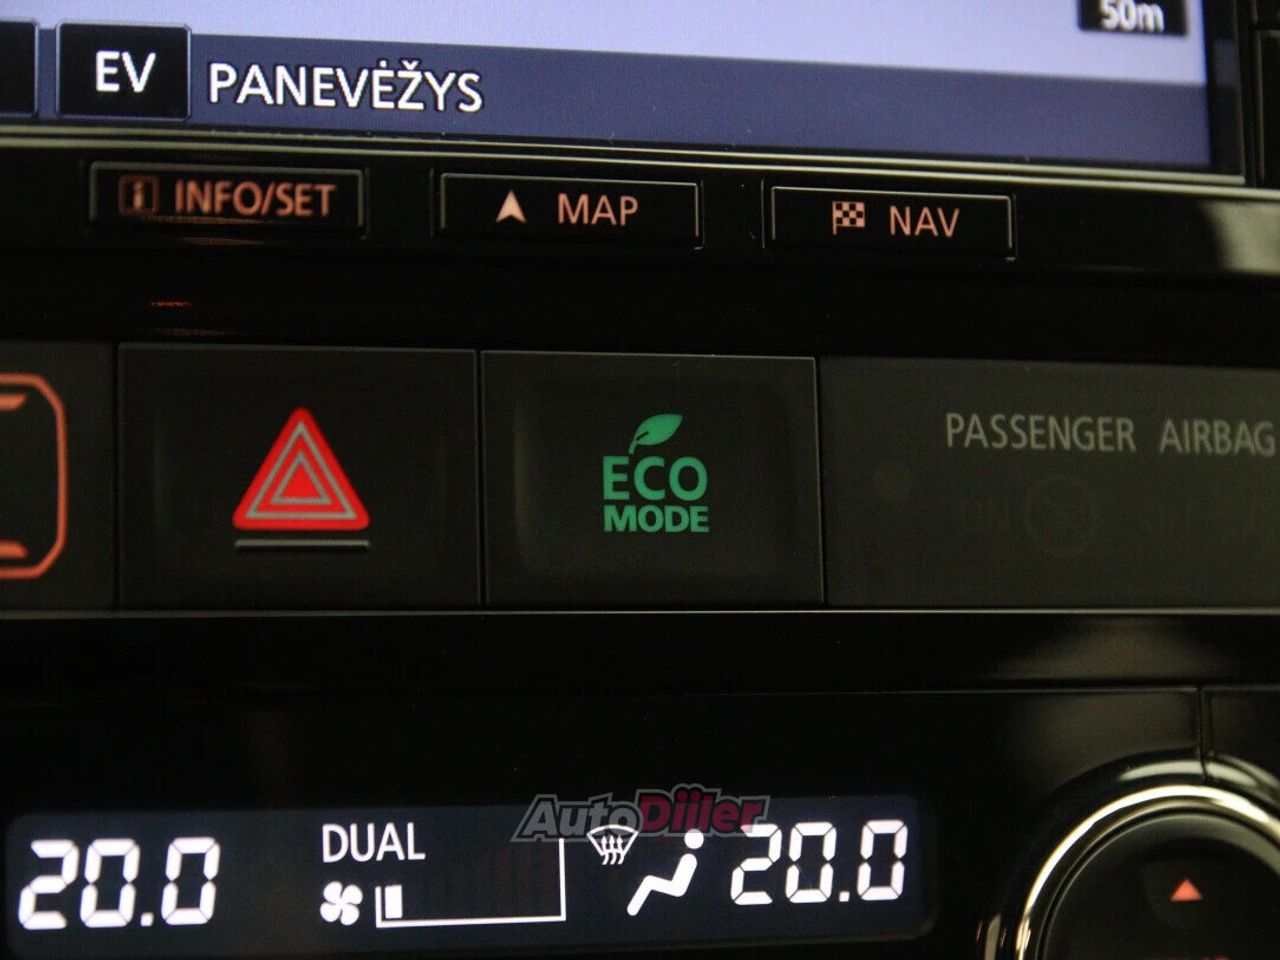 50m
EV PANEVĖŽYS
i INFO/SET MAP NAV
PASSENGER AIRBAG
ECO
MODE
AutoDiiler
DUAL
20.0 20.0